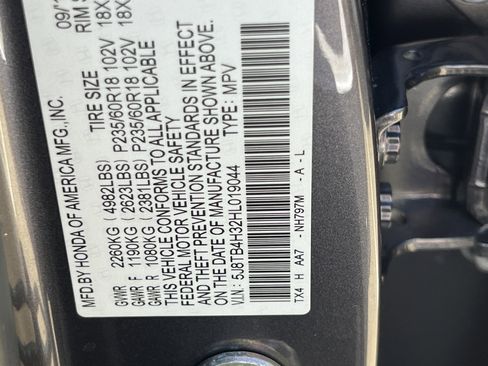 MFD.BY HONDA OF AMERICA MFG., INC. 09/1
TIRE SIZE RIM S
GVWR 2260KG (4982LBS)
GAWR F 1190KG (2623LBS) P235/60R18 102V 18X
GAWR R 1080KG (2381LBS) P235/60R18 102V 18X
THIS VEHICLE CONFORMS TO ALL APPLICABLE
FEDERAL MOTOR VEHICLE SAFETY
AND THEFT PREVENTION STANDARDS IN EFFECT
ON THE DATE OF MANUFACTURE SHOWN ABOVE.
V.I.N.: 5J8TB4H32HL019044 TYPE: MPV
TX4 H AA7 - NH797M - A - L